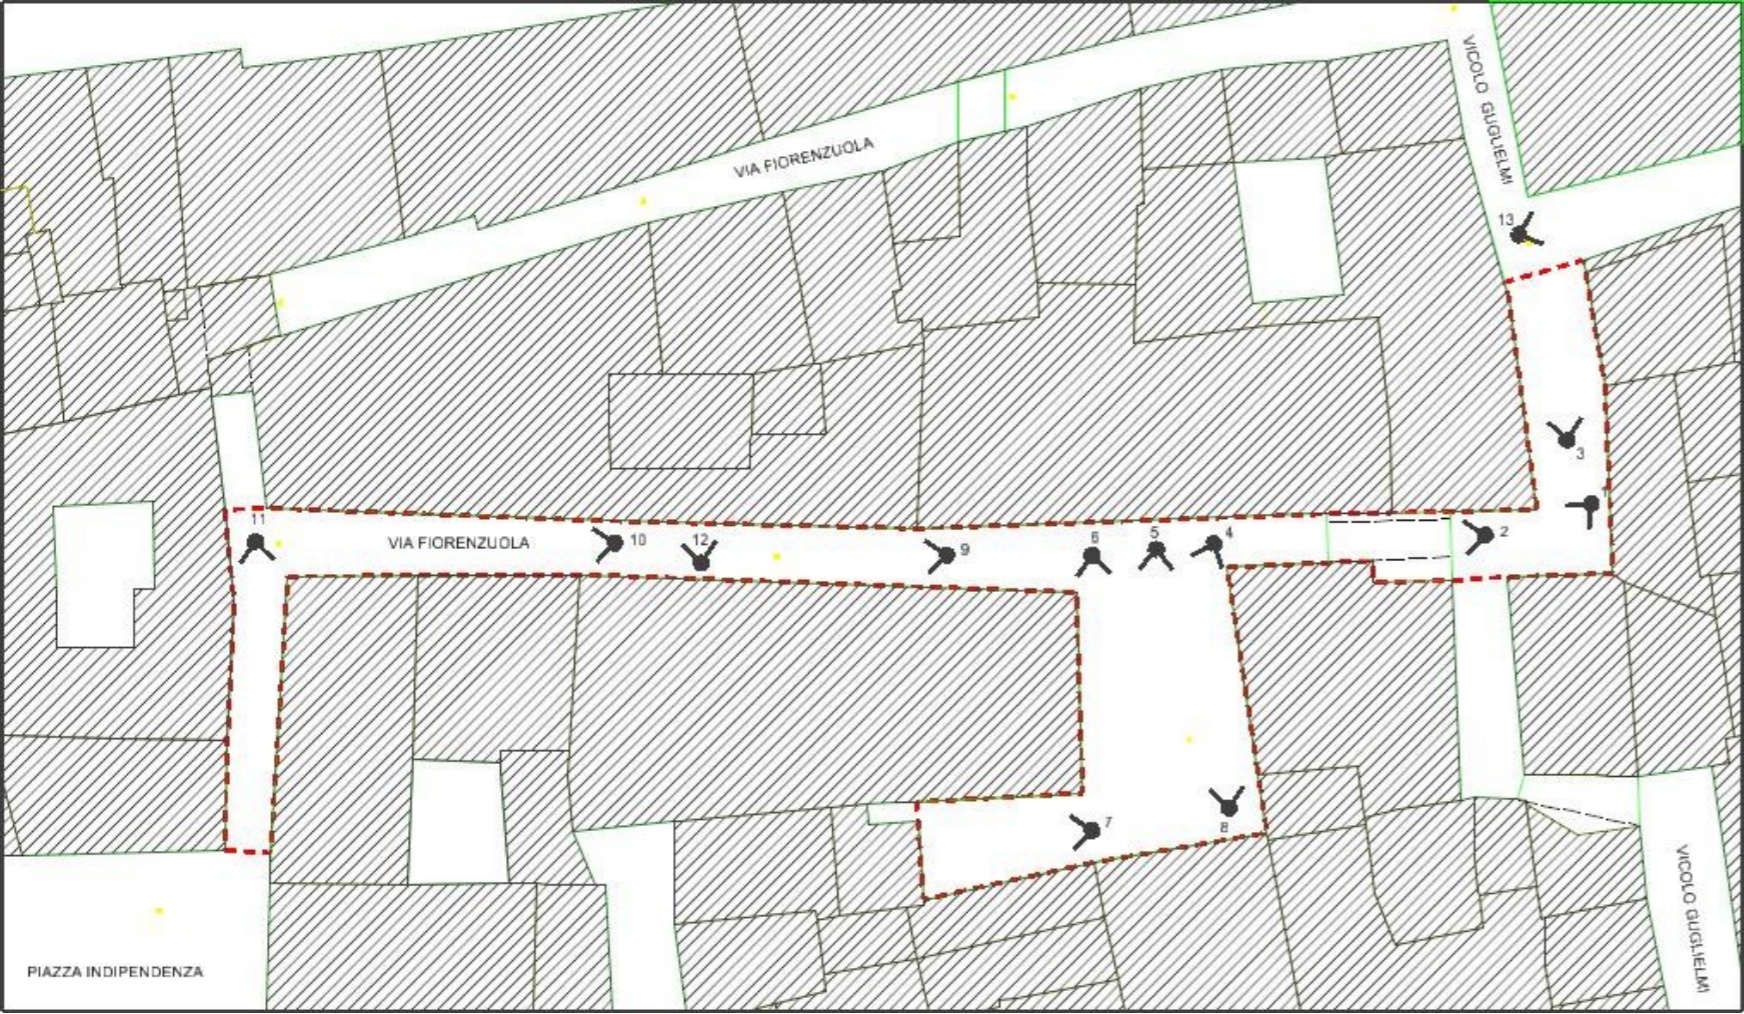 VICOLO GUGLIELMI
VIA FIORENZUOLA
13
3
1
11
VIA FIORENZUOLA
10
12
9
6
5
4
2
7
8
VICOLO GUGLIELMI
PIAZZA INDIPENDENZA